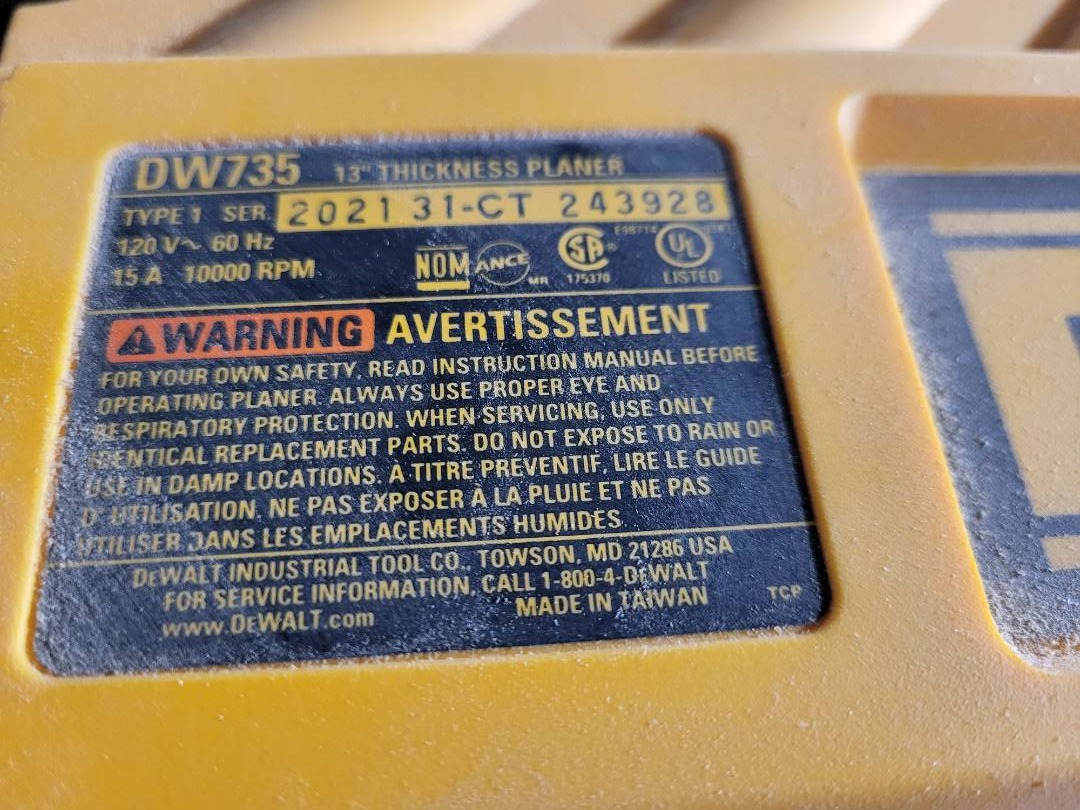 DW735 13" THICKNESS PLANER
TYPE 1 SER. 2021 31-CT 243928
120 V~ 60 Hz
15 A 10000 RPM
NOM ANCE MR
SA ® 175370
E98714
UL LISTED
WARNING AVERTISSEMENT
FOR YOUR OWN SAFETY, READ INSTRUCTION MANUAL BEFORE
OPERATING PLANER. ALWAYS USE PROPER EYE AND
RESPIRATORY PROTECTION. WHEN SERVICING, USE ONLY
IDENTICAL REPLACEMENT PARTS. DO NOT EXPOSE TO RAIN OR
USE IN DAMP LOCATIONS. A TITRE PREVENTIF, LIRE LE GUIDE
D' UTILISATION. NE PAS EXPOSER A LA PLUIE ET NE PAS
UTILISER DANS LES EMPLACEMENTS HUMIDES
DEWALT INDUSTRIAL TOOL CO., TOWSON, MD 21286 USA
FOR SERVICE INFORMATION, CALL 1-800-4-DEWALT
www.DEWALT.com MADE IN TAIWAN TCP